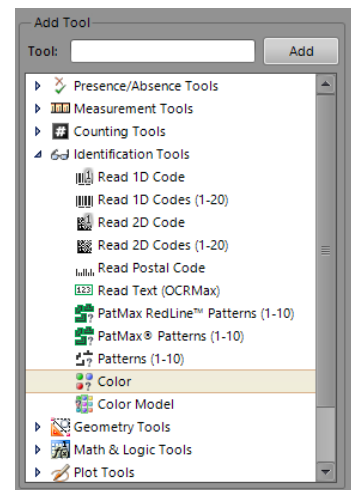 Add Tool
Tool: Add
Presence/Absence Tools
Measurement Tools
# Counting Tools
Identification Tools
Read 1D Code
Read 1D Codes (1-20)
Read 2D Code
Read 2D Codes (1-20)
Read Postal Code
123 Read Text (OCRMax)
PatMax RedLine™ Patterns (1-10)
PatMax® Patterns (1-10)
Patterns (1-10)
Color
Color Model
Geometry Tools
Math & Logic Tools
Plot Tools